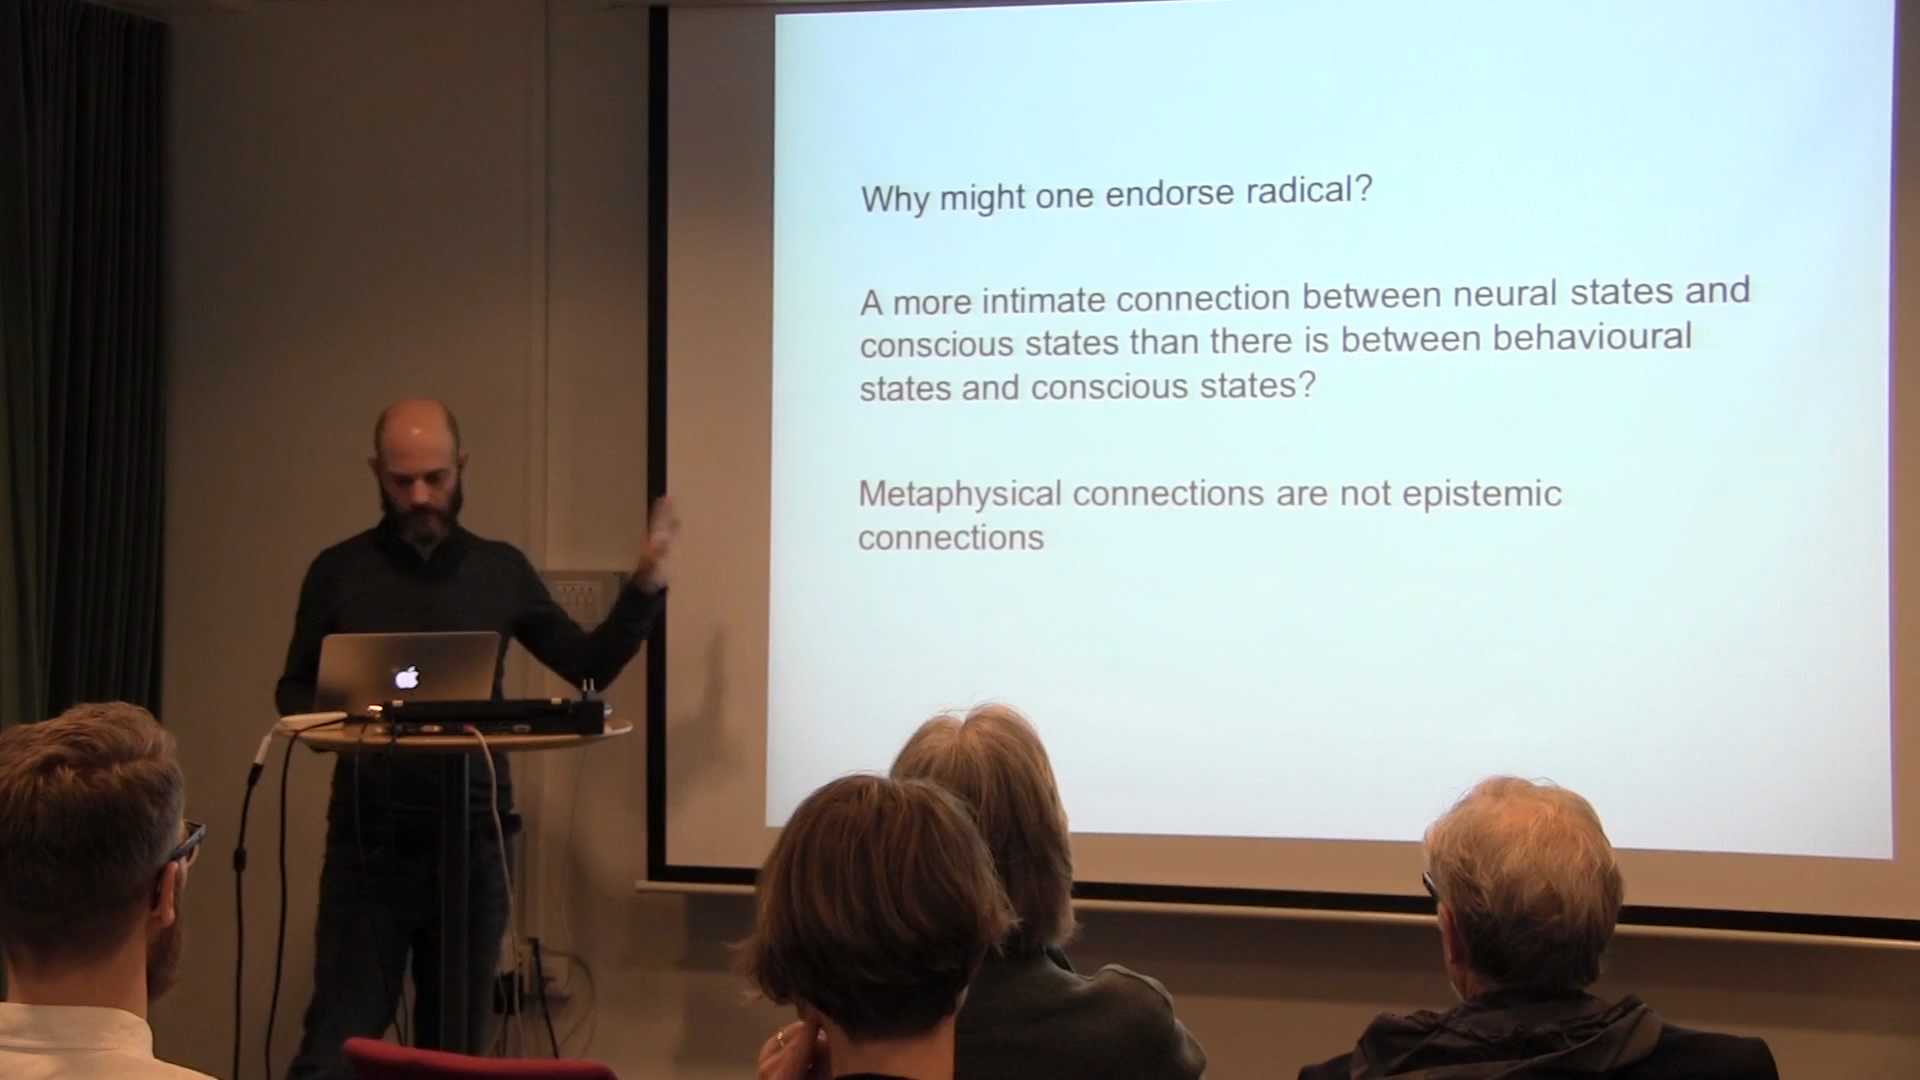 Why might one endorse radical?
A more intimate connection between neural states and
conscious states than there is between behavioural
states and conscious states?
Metaphysical connections are not epistemic
connections